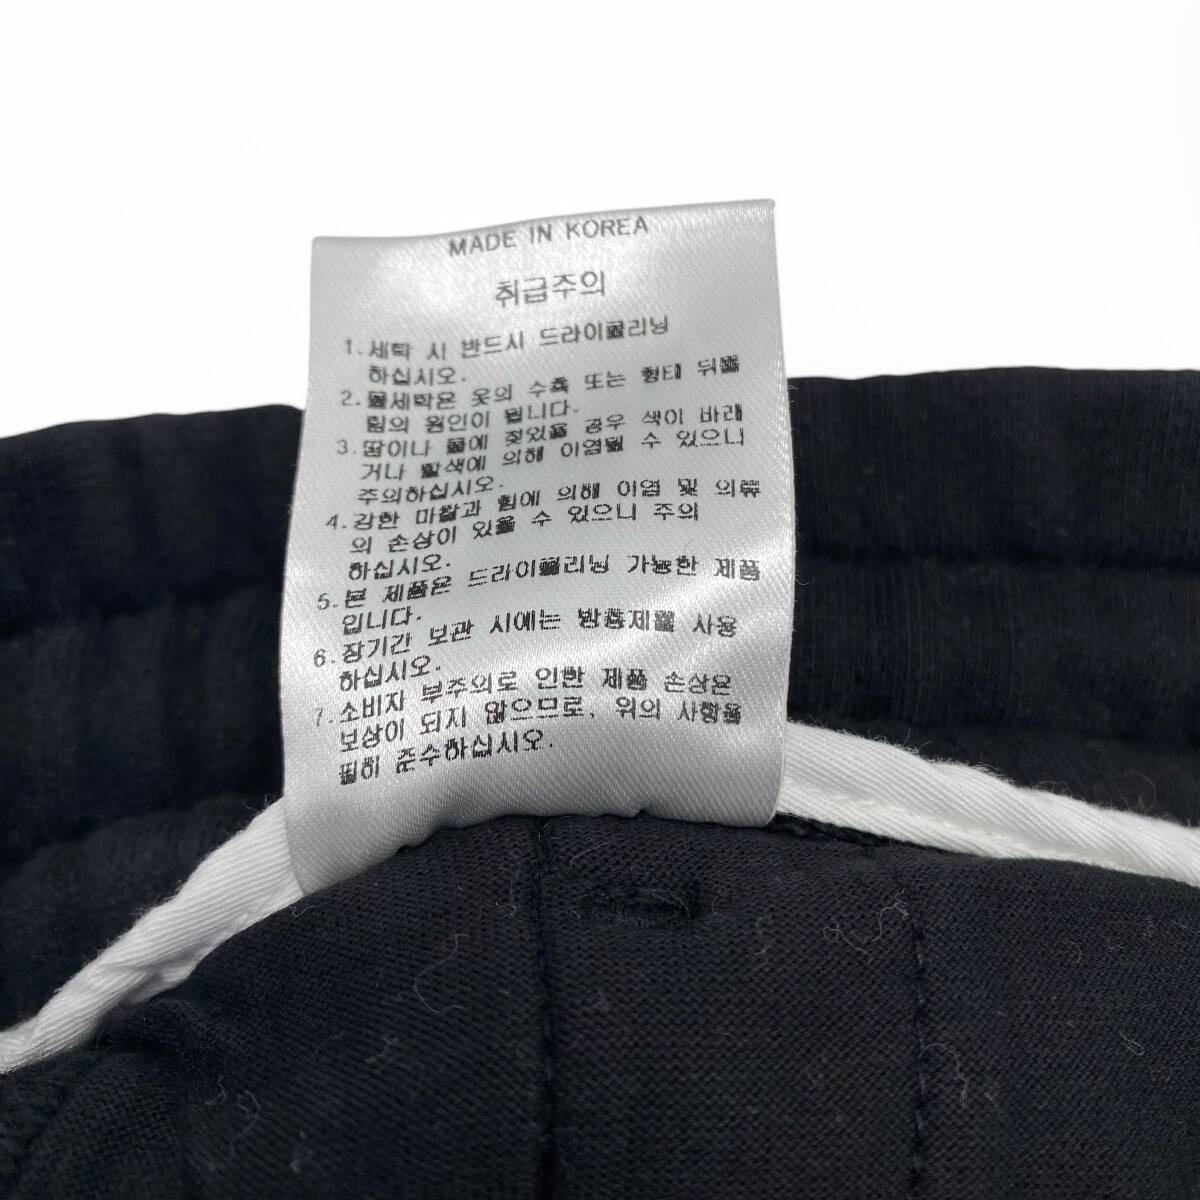 MADE IN KOREA
취급주의
1. 세탁 시 반드시 드라이클리닝
하십시오.
2. 물세탁은 옷의 수축 또는 형태 뒤틀
림의 원인이 됩니다.
3. 땀이나 물에 젖었을 경우 색이 바래
거나 탈색에 의해 이염될 수 있으니
주의하십시오.
4. 강한 마찰과 힘에 의해 이염 및 의류
의 손상이 있을 수 있으니 주의
하십시오.
5. 본 제품은 드라이클리닝 가능한 제품
입니다.
6. 장기간 보관 시에는 방충제를 사용
하십시오.
7. 소비자 부주의로 인한 제품 손상은
보상이 되지 않으므로, 위의 사항을
필히 준수하십시오.